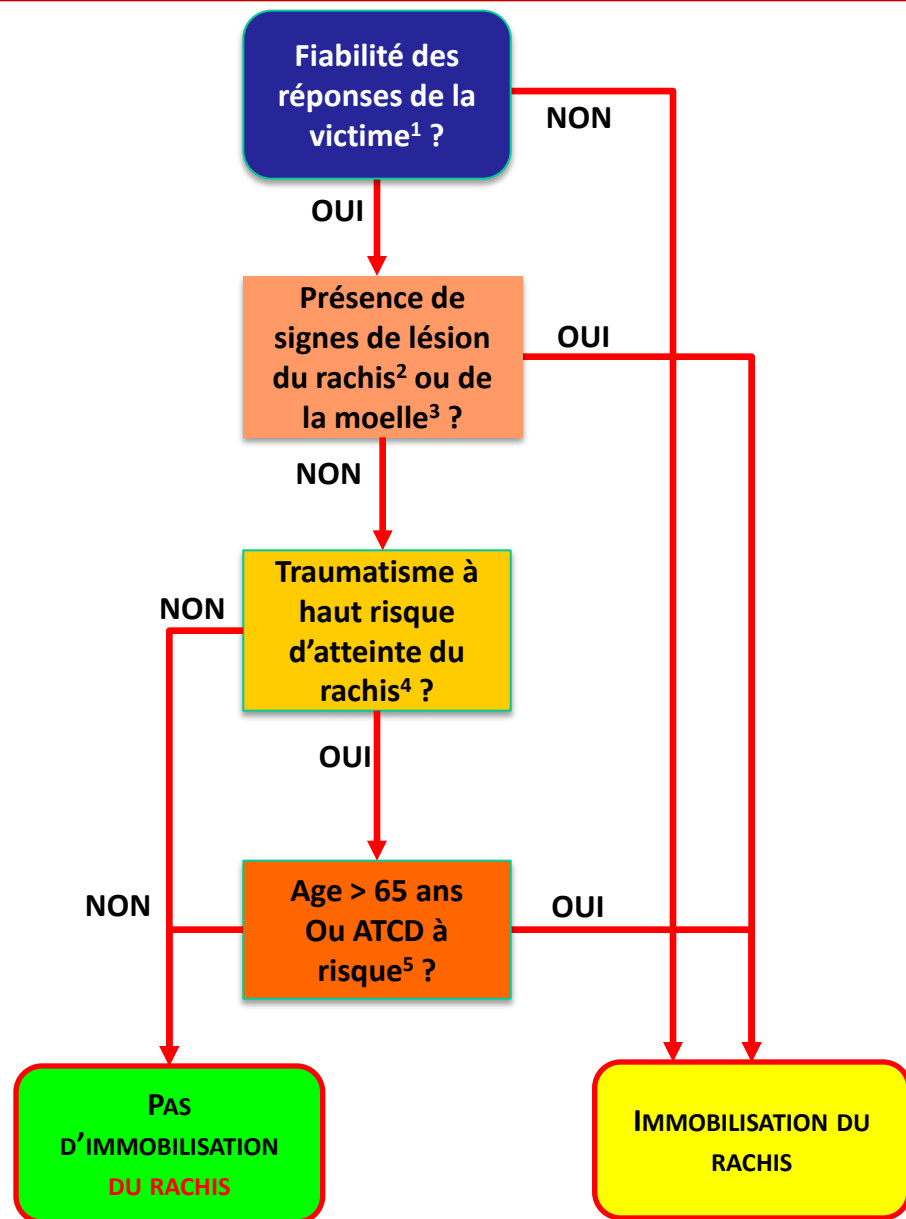 Fiabilité des
réponses de la
victime¹ ?
NON
OUI
Présence de
signes de lésion
du rachis² ou de
la moelle³ ?
OUI
NON
Traumatisme à
haut risque
d'atteinte du
rachis⁴ ?
NON
OUI
Age > 65 ans
Ou ATCD à
risque⁵ ?
NON
OUI
PAS
D'IMMOBILISATION
DU RACHIS
IMMOBILISATION DU
RACHIS